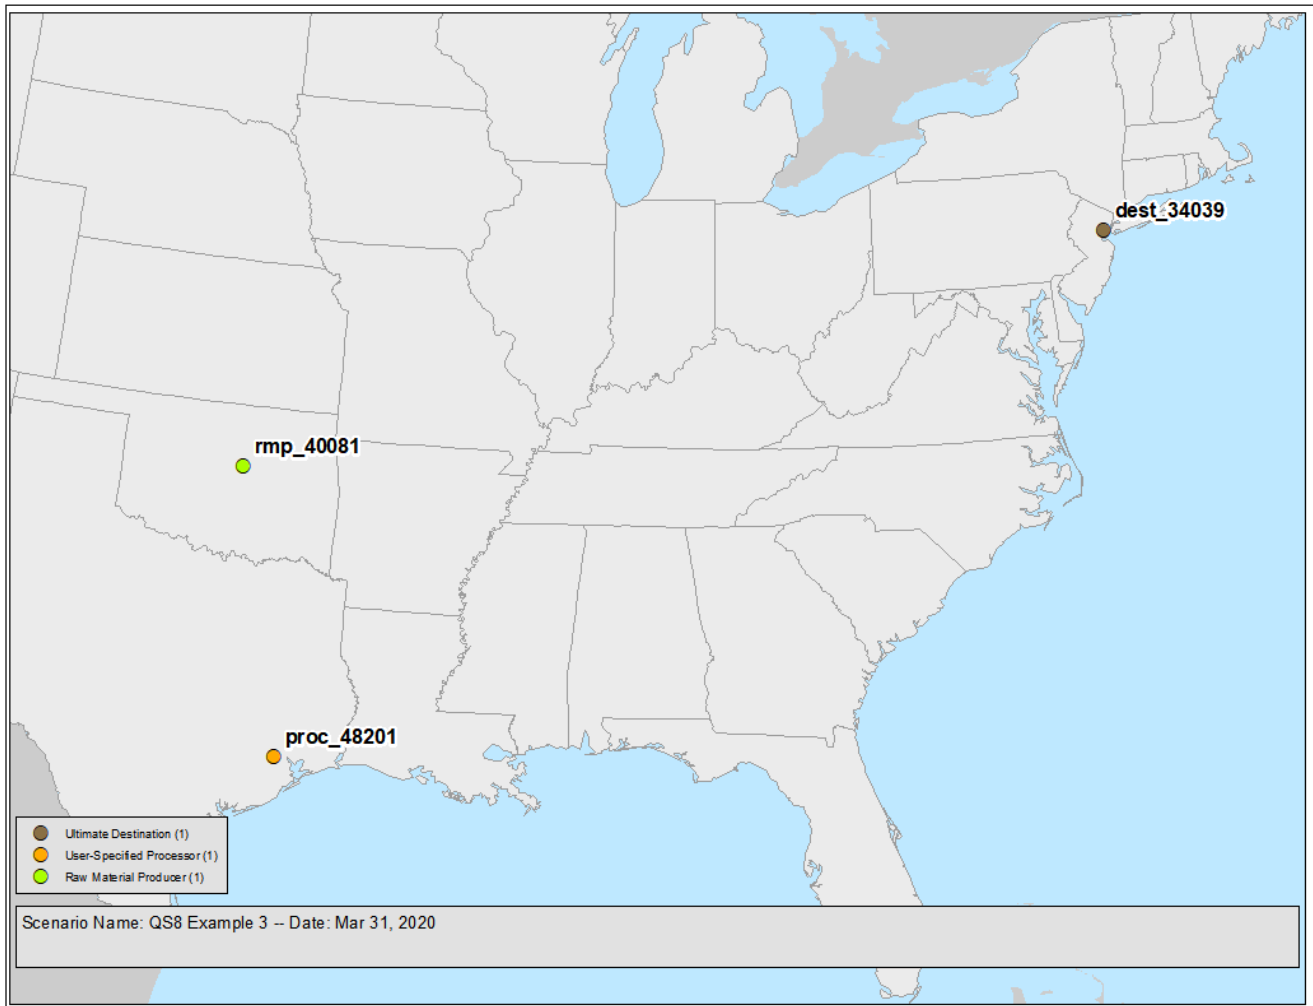 dest_34039
rmp_40081
proc_48201
Ultimate Destination (1)
User-Specified Processor (1)
Raw Material Producer (1)
Scenario Name: QS8 Example 3 -- Date: Mar 31, 2020